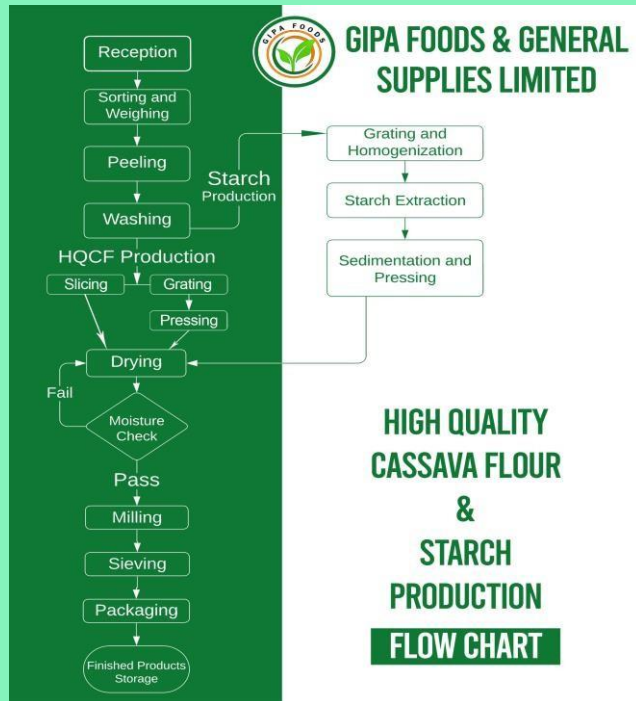 GIPA FOODS
GIPA FOODS & GENERAL
SUPPLIES LIMITED
Reception
Sorting and
Weighing
Peeling
Washing
Starch
Production
Grating and
Homogenization
Starch Extraction
Sedimentation and
Pressing
HQCF Production
Slicing
Grating
Pressing
Drying
Fail
Moisture
Check
Pass
Milling
Sieving
Packaging
Finished Products
Storage
HIGH QUALITY
CASSAVA FLOUR
&
STARCH
PRODUCTION
FLOW CHART